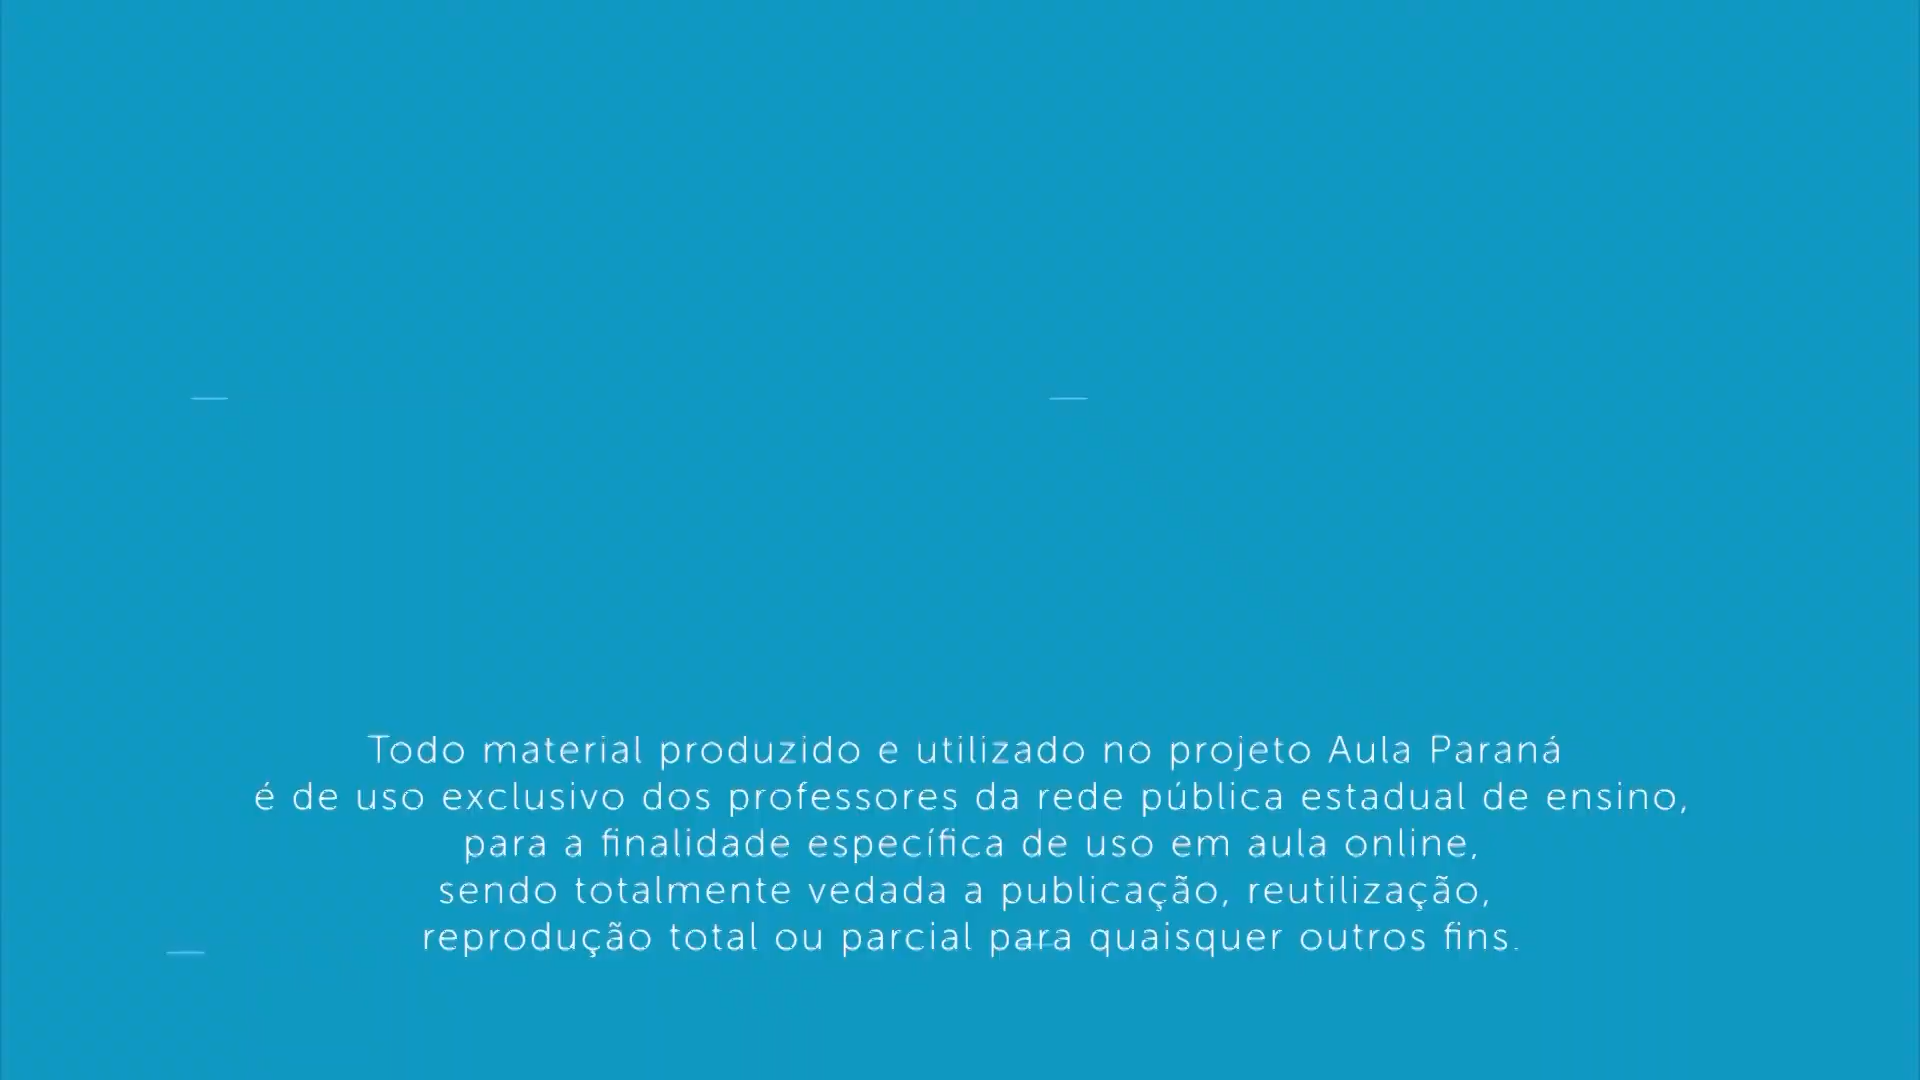 Todo material produzido e utilizado no projeto Aula Paraná
é de uso exclusivo dos professores da rede pública estadual de ensino,
para a finalidade específica de uso em aula online,
sendo totalmente vedada a publicação, reutilização,
reprodução total ou parcial para quaisquer outros fins.